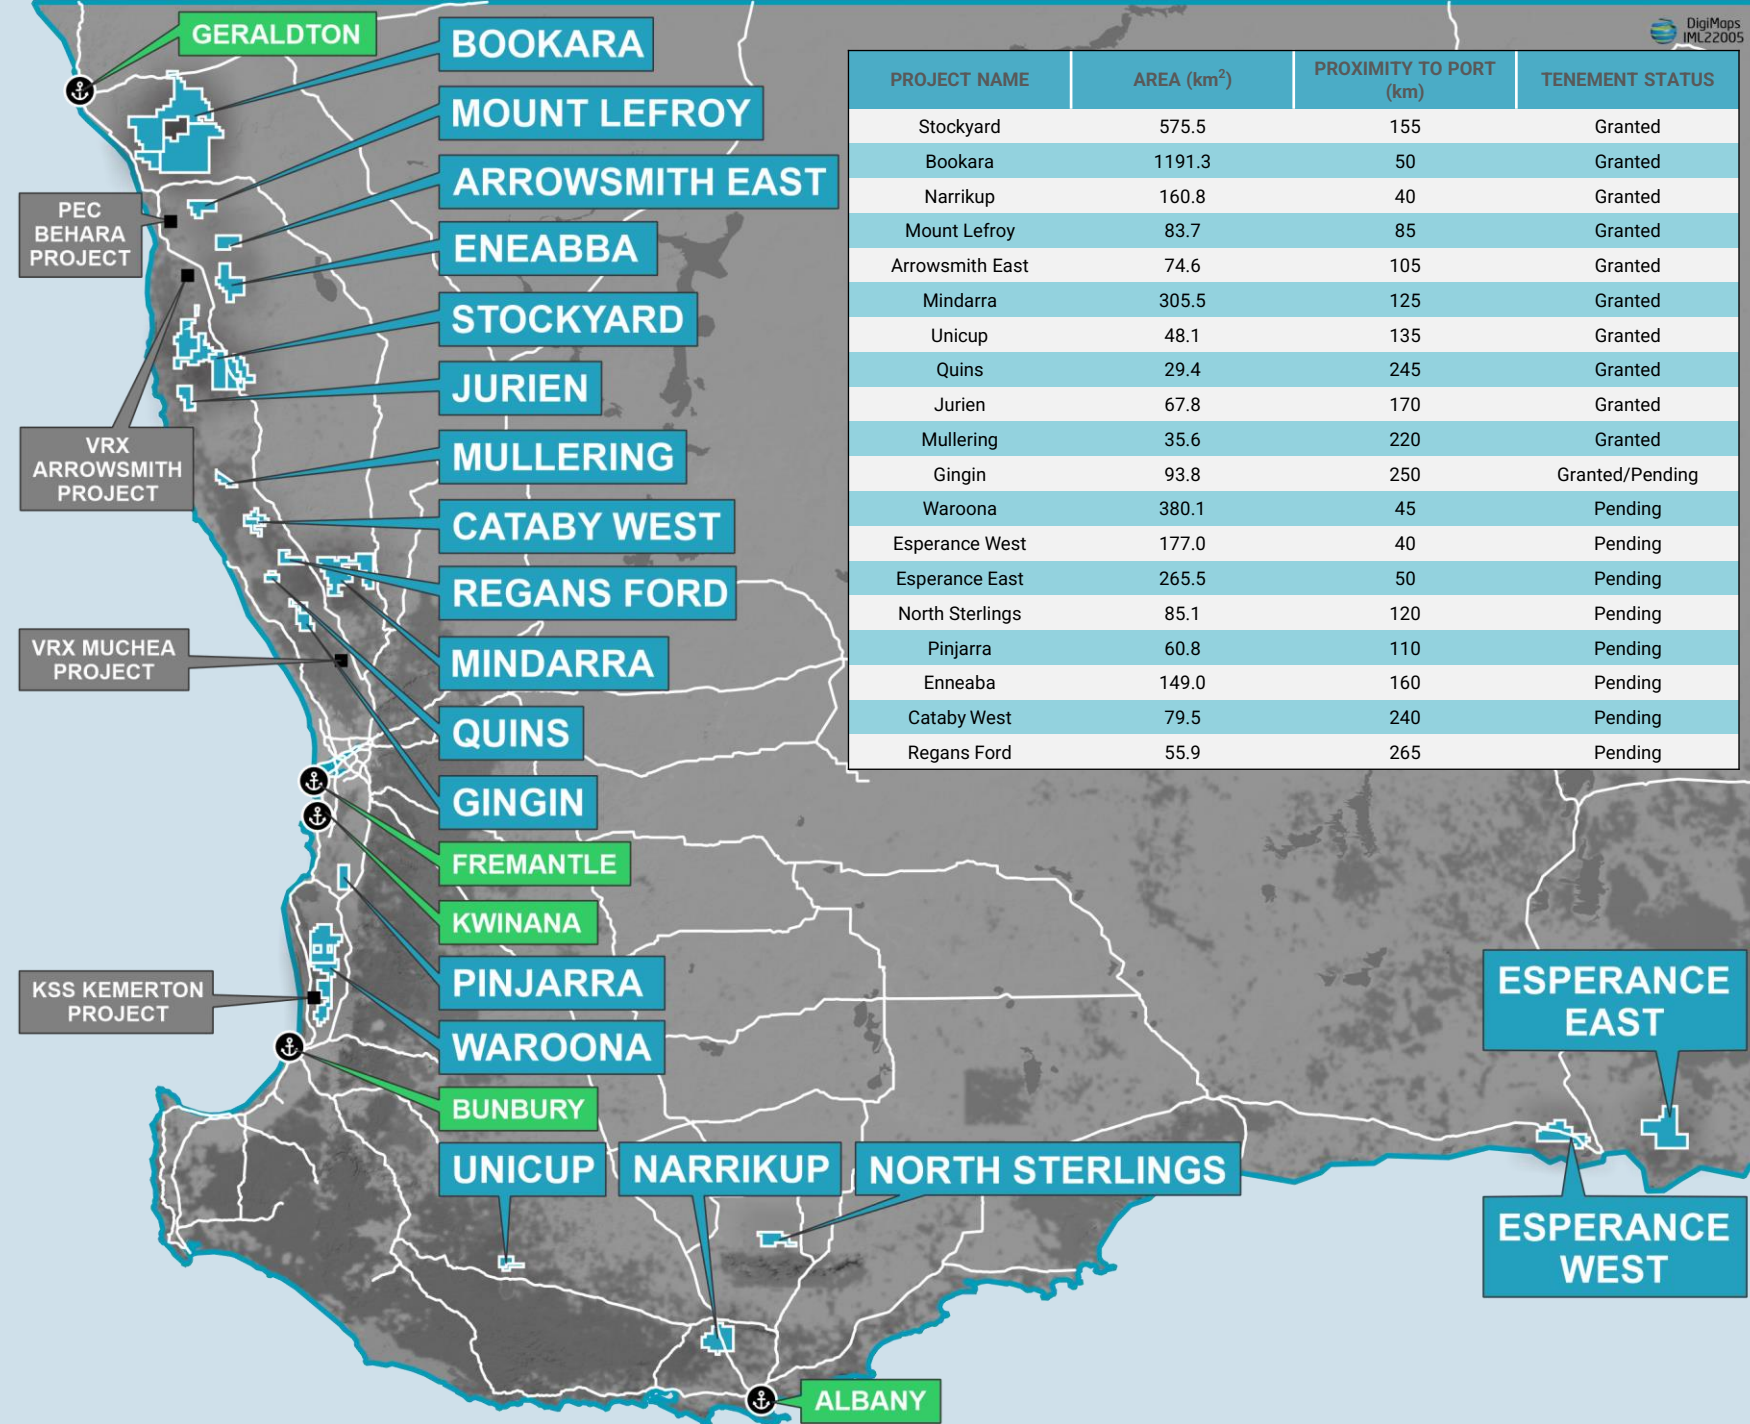 GERALDTON
BOOKARA
MOUNT LEFROY
ARROWSMITH EAST
PEC
BEHARA
PROJECT
ENEABBA
STOCKYARD
JURIEN
VRX
ARROWSMITH
PROJECT
MULLERING
CATABY WEST
REGANS FORD
VRX MUCHEA
PROJECT
MINDARRA
QUINS
GINGIN
FREMANTLE
KWINANA
PINJARRA
KSS KEMERTON
PROJECT
WAROONA
BUNBURY
UNICUP
NARRIKUP
NORTH STERLINGS
ALBANY
ESPERANCE
EAST
ESPERANCE
WEST
DigiMaps
IML22005
PROJECT NAME AREA (km²) PROXIMITY TO PORT (km) TENEMENT STATUS
Stockyard 575.5 155 Granted
Bookara 1191.3 50 Granted
Narrikup 160.8 40 Granted
Mount Lefroy 83.7 85 Granted
Arrowsmith East 74.6 105 Granted
Mindarra 305.5 125 Granted
Unicup 48.1 135 Granted
Quins 29.4 245 Granted
Jurien 67.8 170 Granted
Mullering 35.6 220 Granted
Gingin 93.8 250 Granted/Pending
Waroona 380.1 45 Pending
Esperance West 177.0 40 Pending
Esperance East 265.5 50 Pending
North Sterlings 85.1 120 Pending
Pinjarra 60.8 110 Pending
Enneaba 149.0 160 Pending
Cataby West 79.5 240 Pending
Regans Ford 55.9 265 Pending